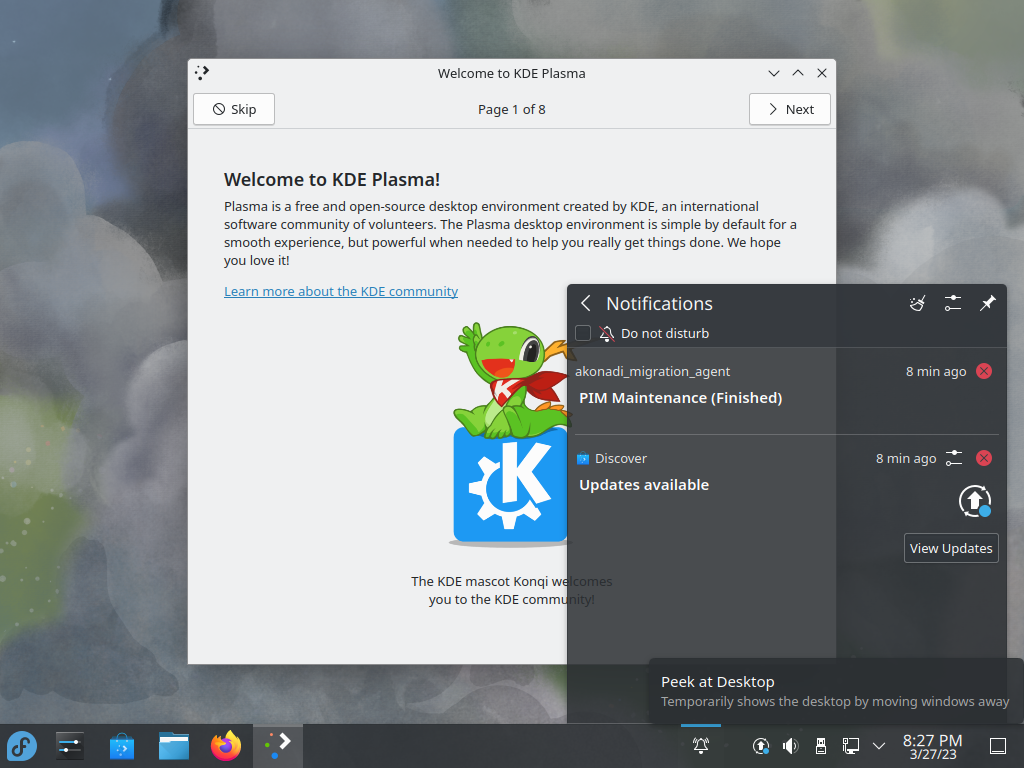 Welcome to KDE Plasma
Skip
Page 1 of 8
Next
Welcome to KDE Plasma!
Plasma is a free and open-source desktop environment created by KDE, an international
software community of volunteers. The Plasma desktop environment is simple by default for a
smooth experience, but powerful when needed to help you really get things done. We hope
you love it!
Learn more about the KDE community
The KDE mascot Konqi welcomes
you to the KDE community!
Notifications
Do not disturb
akonadi_migration_agent
8 min ago
PIM Maintenance (Finished)
Discover
8 min ago
Updates available
View Updates
Peek at Desktop
Temporarily shows the desktop by moving windows away
8:27 PM
3/27/23